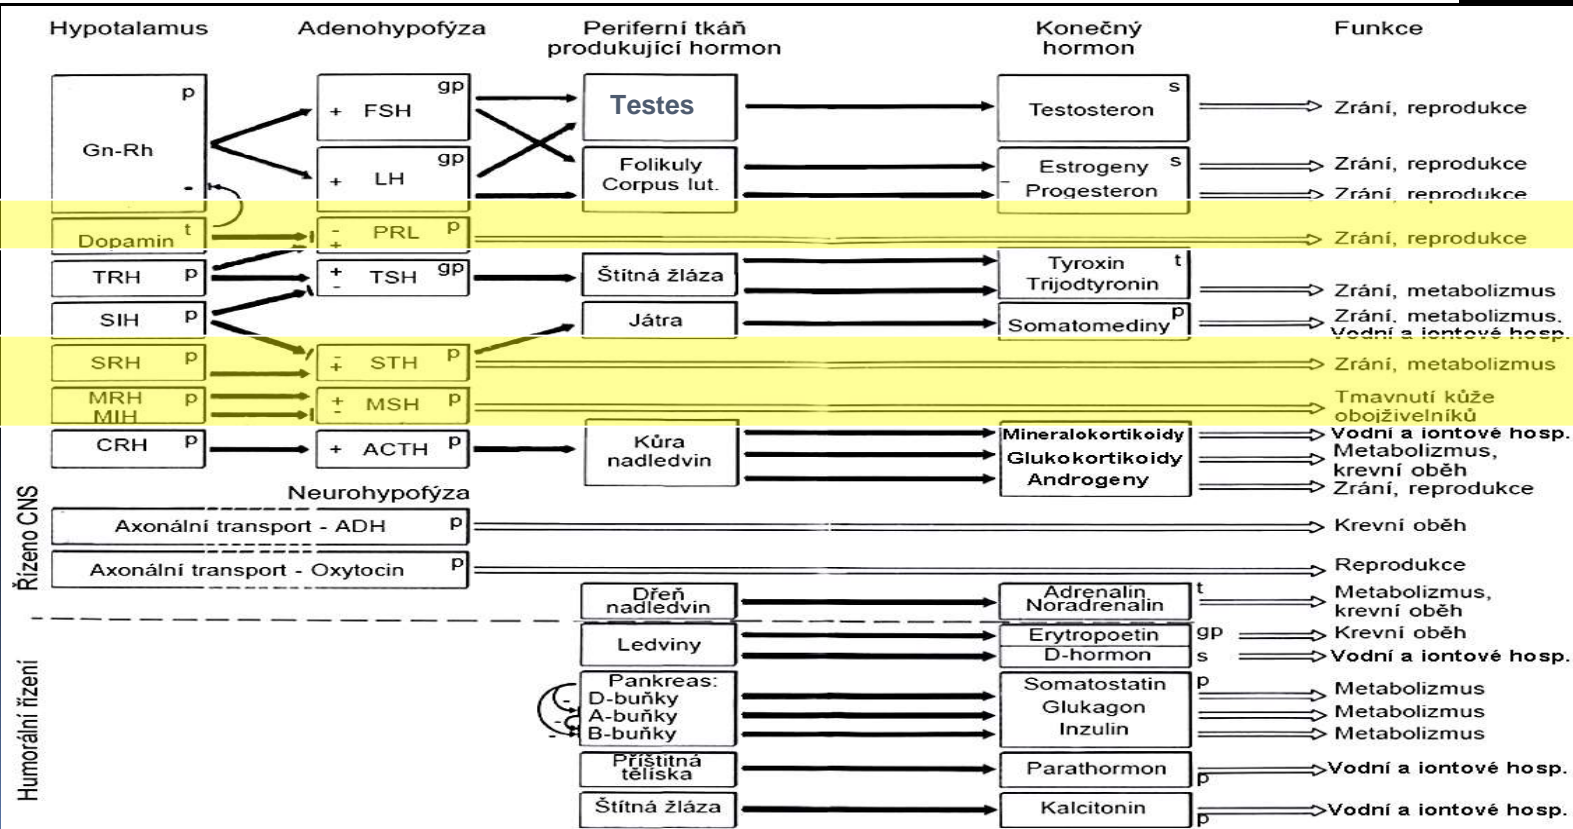 Hypotalamus
Adenohypofýza
Periferní tkáň
produkující hormon
Konečný
hormon
Funkce
Gn-Rh
p
-
+ FSH
gp
Testes
Testosteron
s
Zrání, reprodukce
+ LH
gp
Folikuly
Corpus lut.
Estrogeny
s
Zrání, reprodukce
-
Progesteron
Zrání, reprodukce
Dopamin
t
-
+
PRL
p
Zrání, reprodukce
TRH
p
+
-
TSH
gp
Štítná žláza
Tyroxin
t
Trijodtyronin
Zrání, metabolizmus
SIH
p
Játra
Somatomediny
p
Zrání, metabolizmus,
Vodní a iontové hosp.
SRH
p
-
+
STH
p
Zrání, metabolizmus
MRH
p
MIH
+
-
MSH
p
Tmavnutí kůže
obojživelníků
CRH
p
+ ACTH
p
Kůra
nadledvin
Mineralokortikoidy
Vodní a iontové hosp.
Glukokortikoidy
Metabolizmus,
krevní oběh
Androgeny
Zrání, reprodukce
Neurohypofýza
Řízeno CNS
Axonální transport - ADH
p
Krevní oběh
Axonální transport - Oxytocin
p
Reprodukce
Dřeň
nadledvin
Adrenalin
Noradrenalin
t
Metabolizmus,
krevní oběh
Humorální řízení
Ledviny
Erytropoetin
gp
Krevní oběh
D-hormon
s
Vodní a iontové hosp.
Pankreas:
- D-buňky
- A-buňky
- B-buňky
Somatostatin
p
Metabolizmus
Glukagon
Metabolizmus
Inzulin
Metabolizmus
Příštitná
tělíska
Parathormon
p
Vodní a iontové hosp.
Štítná žláza
Kalcitonin
p
Vodní a iontové hosp.